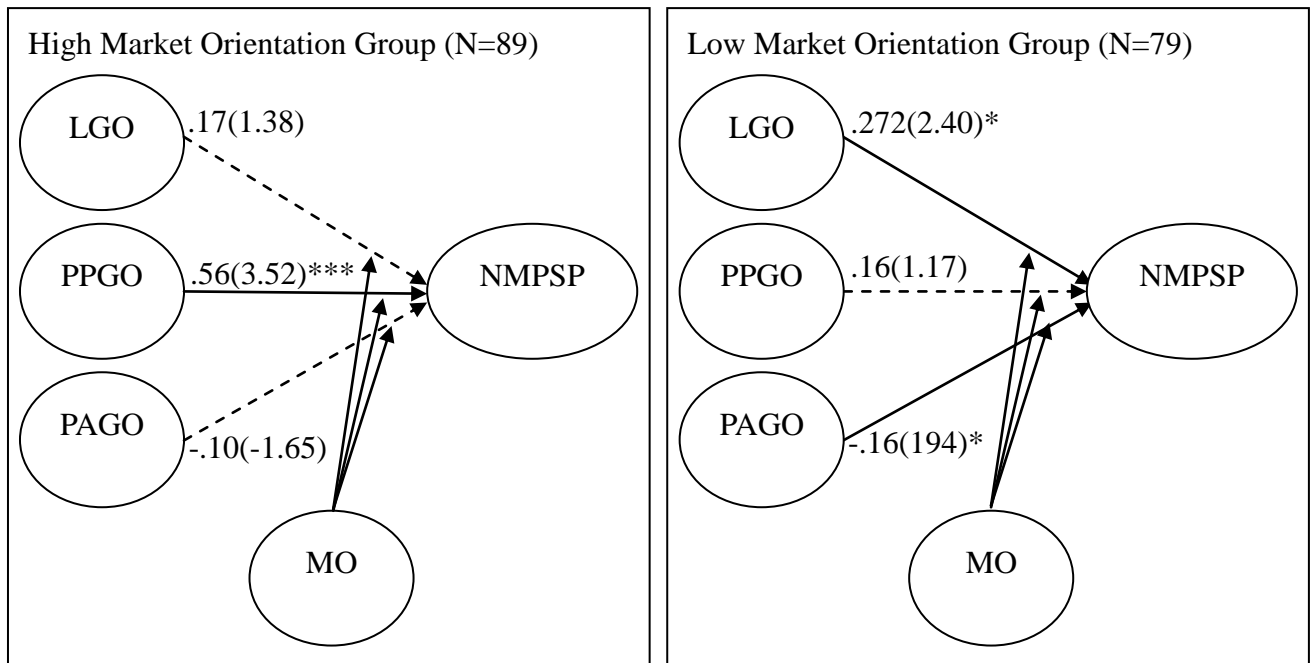 High Market Orientation Group (N=89)
LGO
.17(1.38)
PPGO
.56(3.52)***
NMPSP
PAGO
-.10(-1.65)
MO
Low Market Orientation Group (N=79)
LGO
.272(2.40)*
PPGO
.16(1.17)
NMPSP
PAGO
-.16(194)*
MO